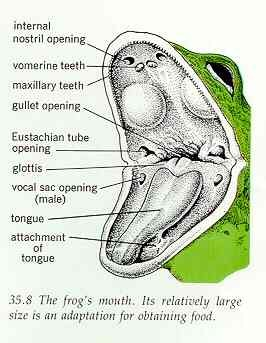 internal
nostril opening
vomerine teeth
maxillary teeth
gullet opening
Eustachian tube
opening
glottis
vocal sac opening
(male)
tongue
attachment
of
tongue
35.8 The frog's mouth. Its relatively large
size is an adaptation for obtaining food.